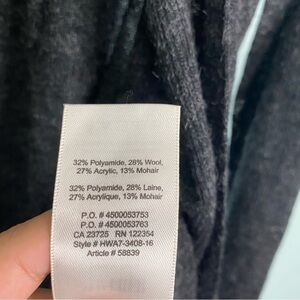 32% Polyamide, 28% Wool,
27% Acrylic, 13% Mohair
32% Polyamide, 28% Laine,
27% Acrylique, 13% Mohair
P.O. # 4500053753
P.O. # 4500053763
CA 23725 RN 122354
Style # HWA7-3408-16
Article # 58839